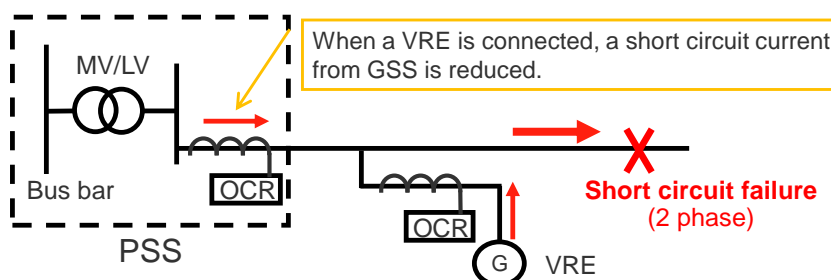 When a VRE is connected, a short circuit current
from GSS is reduced.
MV/LV
Bus bar
OCR
PSS
OCR
G
VRE
Short circuit failure
(2 phase)